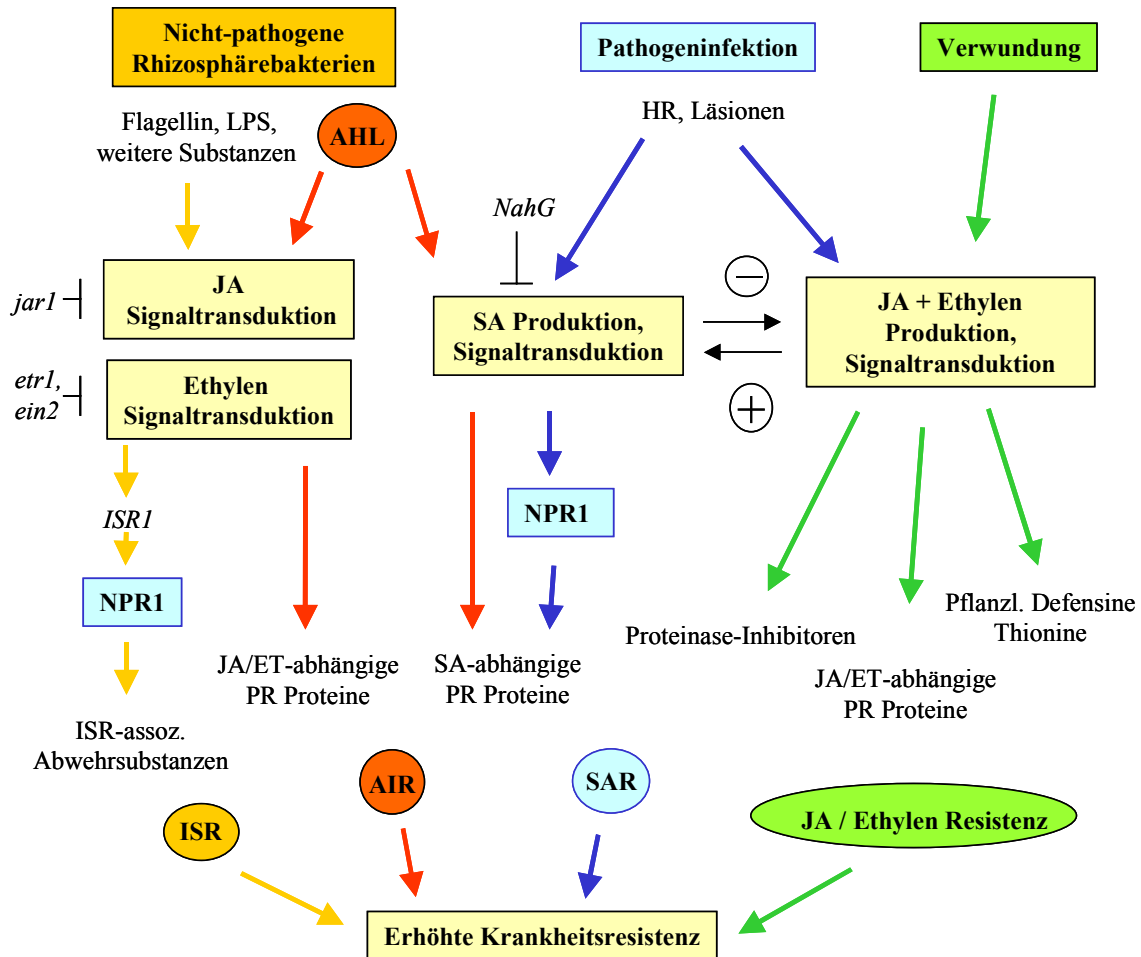 Nicht-pathogene
Rhizosphärebakterien
Pathogeninfektion
Verwundung
Flagellin, LPS,
weitere Substanzen
AHL
HR, Läsionen
NahG
jar1
JA
Signaltransduktion
SA Produktion,
Signaltransduktion
−
+
JA + Ethylen
Produktion,
Signaltransduktion
etr1,
ein2
Ethylen
Signaltransduktion
ISR1
NPR1
NPR1
ISR-assoz.
Abwehrsubstanzen
JA/ET-abhängige
PR Proteine
SA-abhängige
PR Proteine
Proteinase-Inhibitoren
JA/ET-abhängige
PR Proteine
Pflanzl. Defensine
Thionine
ISR
AIR
SAR
JA / Ethylen Resistenz
Erhöhte Krankheitsresistenz